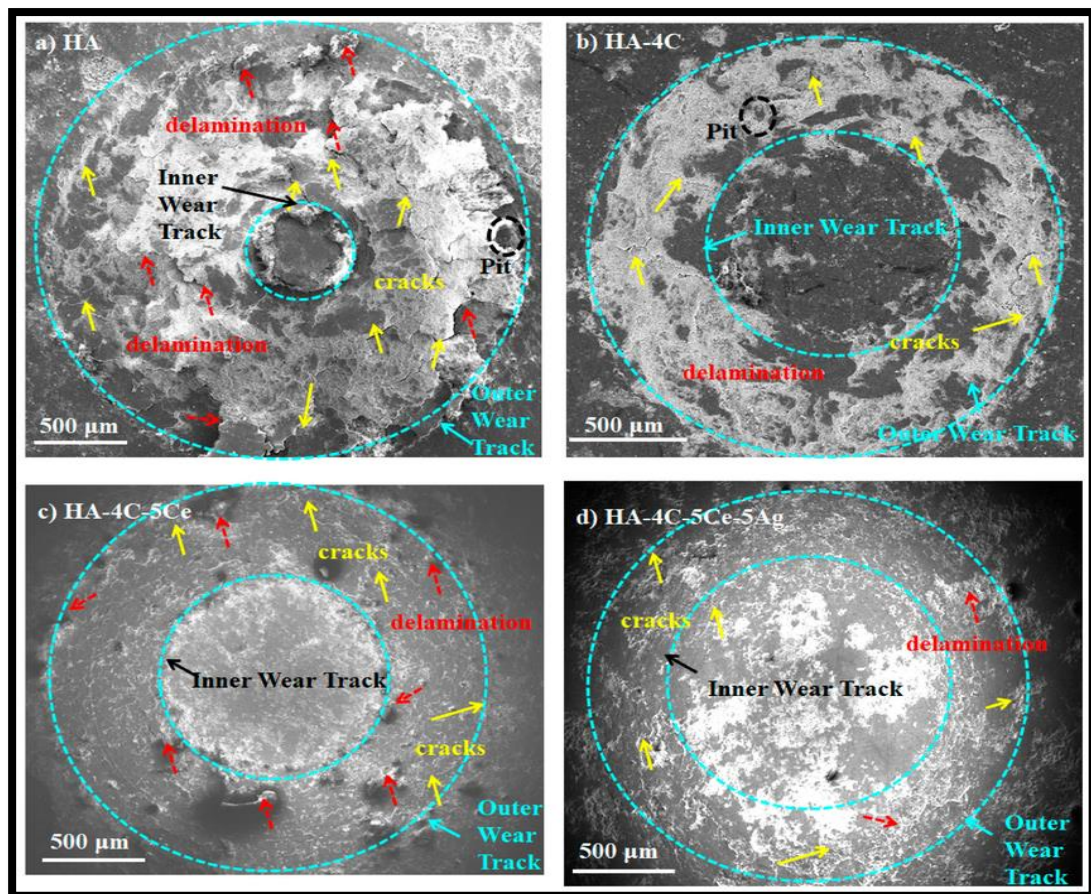 a) HA
delamination
Inner
Wear
Track
Pit
cracks
delamination
Outer
Wear
Track
500 µm
b) HA-4C
Pit
Inner Wear Track
cracks
delamination
Outer Wear Track
500 µm
c) HA-4C-5Ce
cracks
delamination
Inner Wear Track
cracks
Outer
Wear
Track
500 µm
d) HA-4C-5Ce-5Ag
cracks
delamination
Inner Wear Track
Outer
Wear
Track
500 µm